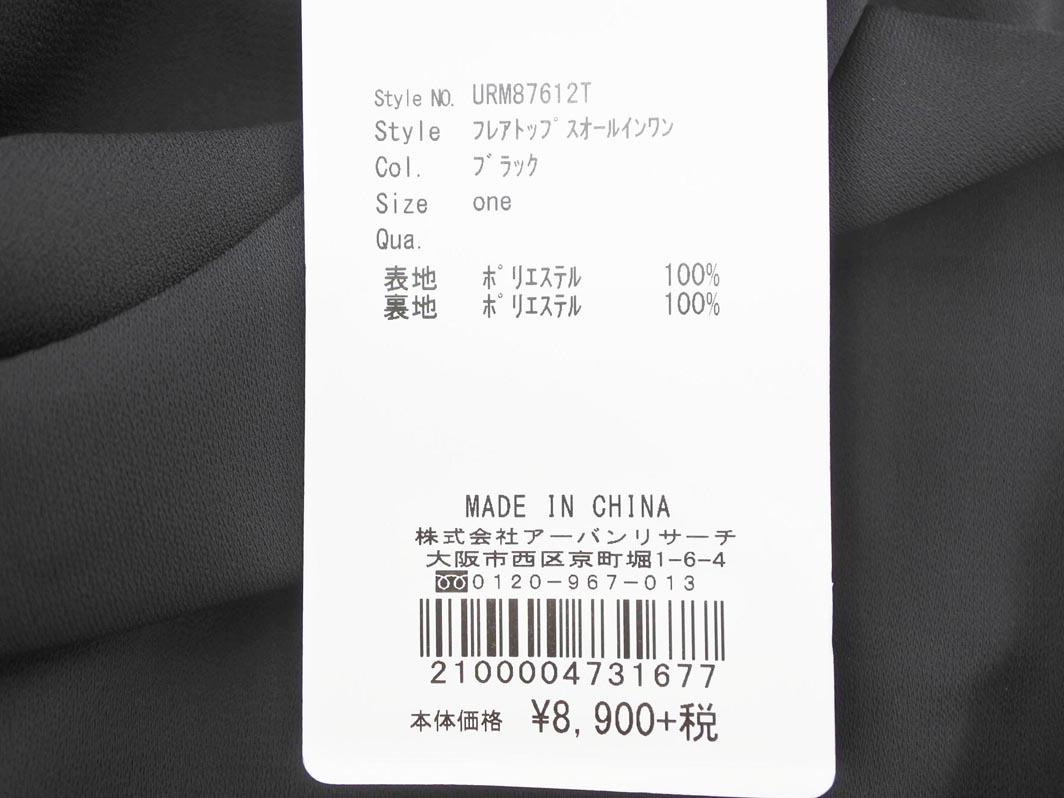 Style NO. URM87612T
Style ﾌﾚｱﾄｯﾌﾟｽｵｰﾙｲﾝﾜﾝ
Col. ﾌﾞﾗｯｸ
Size one
Qua.
表地 ﾎﾟﾘｴｽﾃﾙ 100%
裏地 ﾎﾟﾘｴｽﾃﾙ 100%
MADE IN CHINA
株式会社アーバンリサーチ
大阪市西区京町堀1-6-4
0120-967-013
2100004731677
本体価格 ¥8,900+税